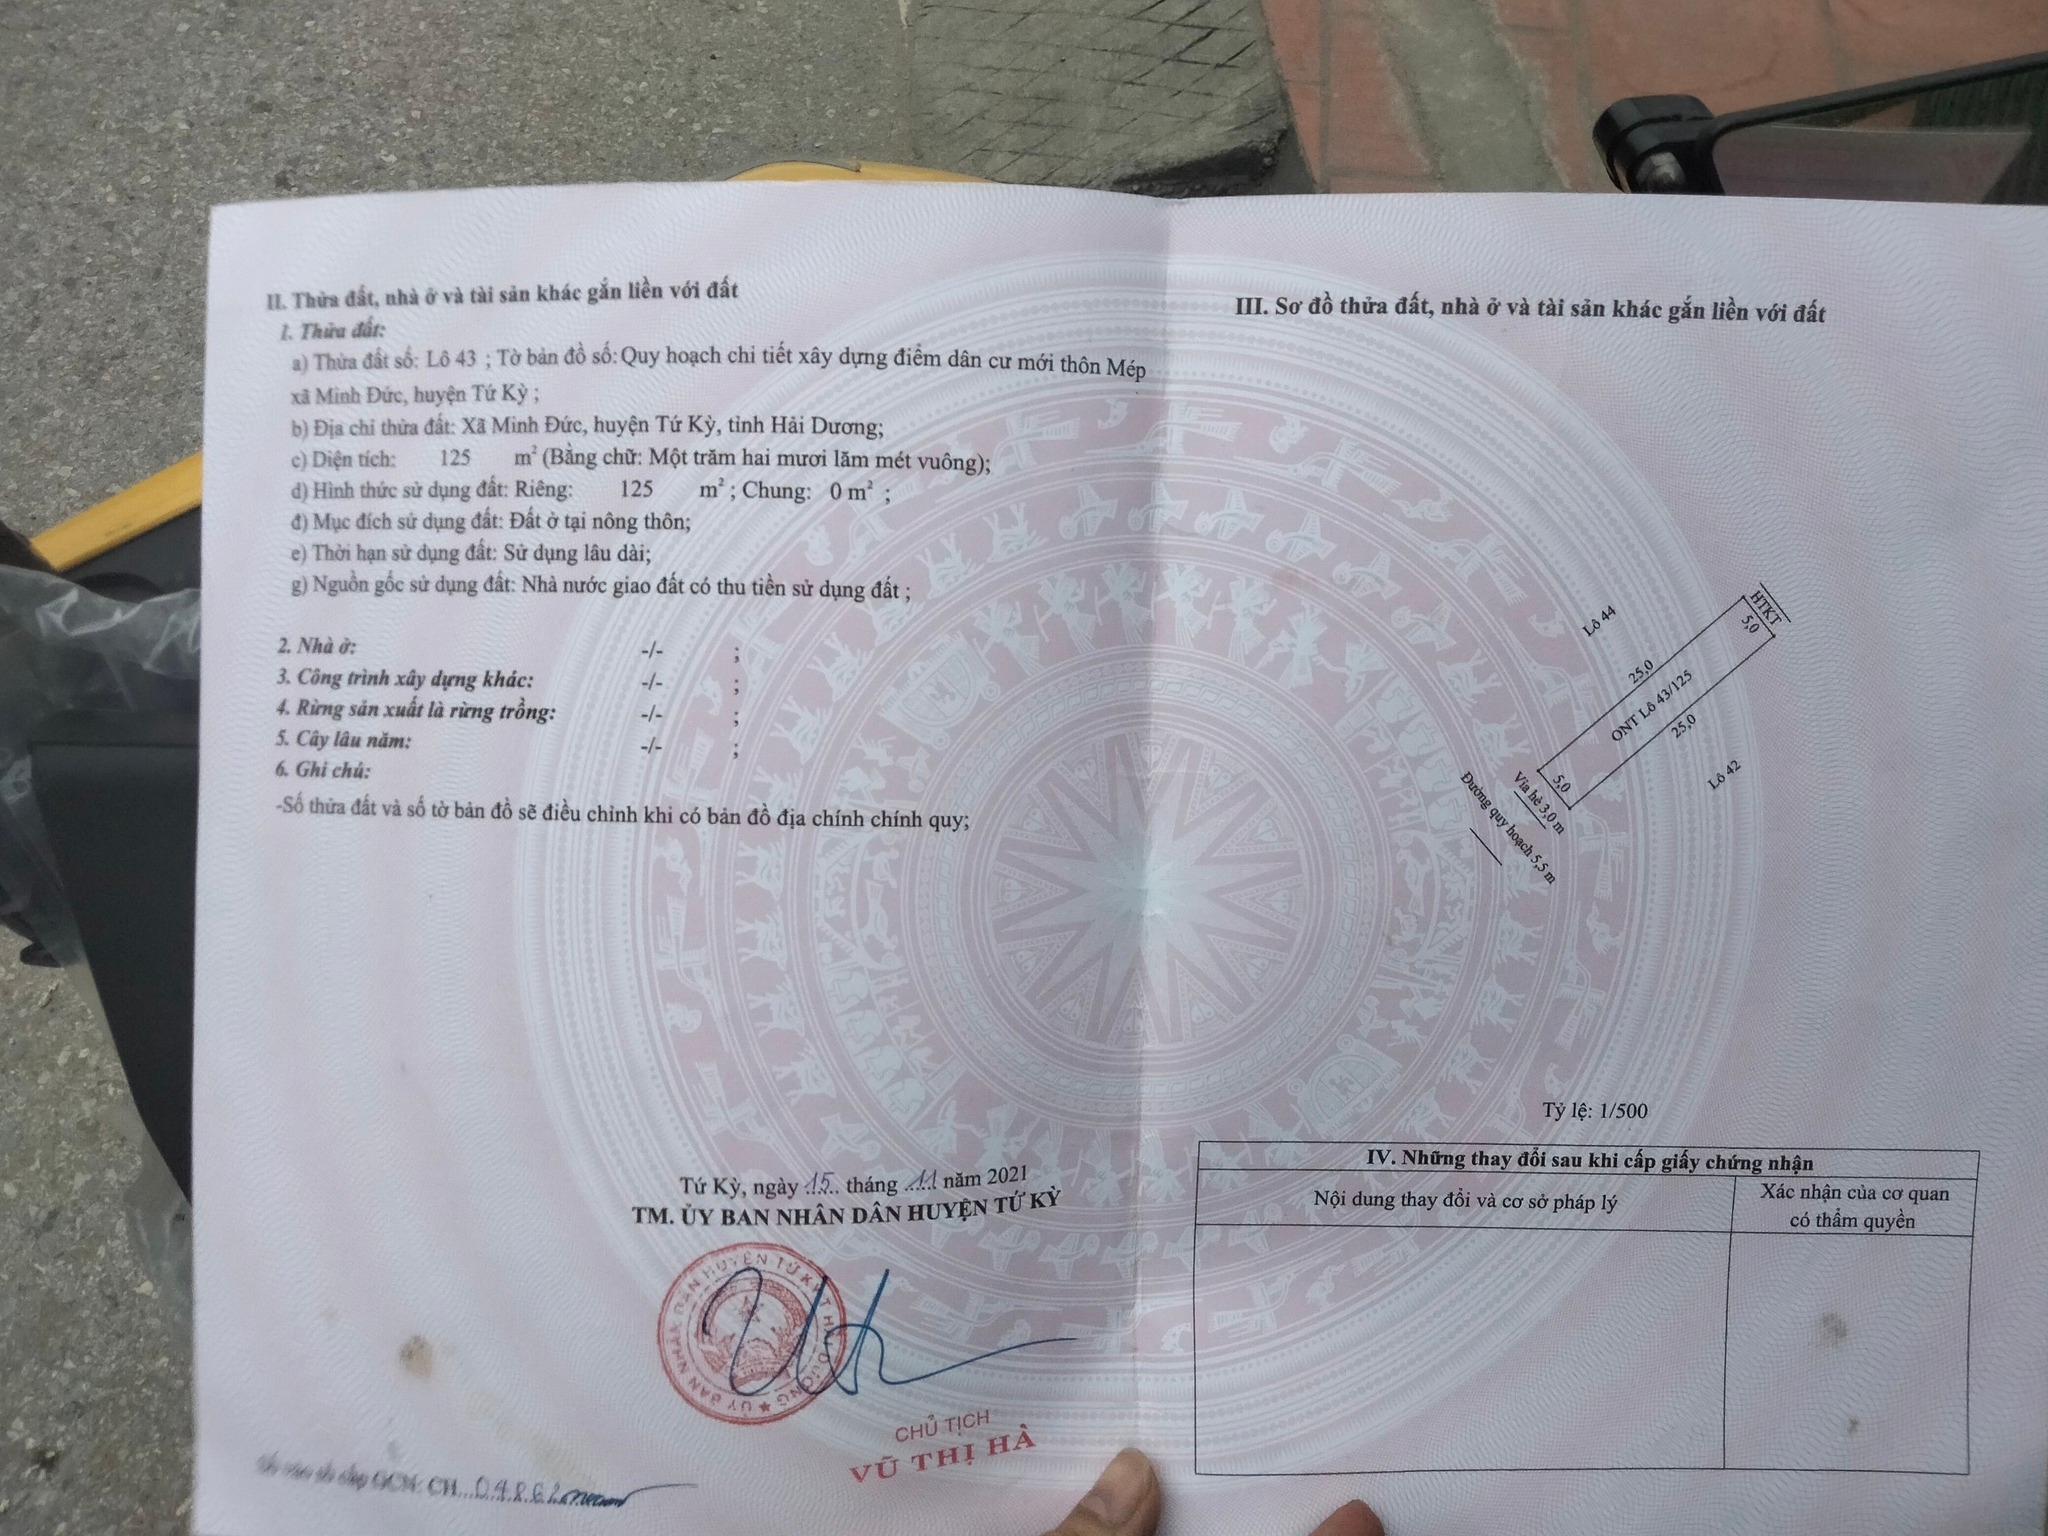 II. Thửa đất, nhà ở và tài sản khác gắn liền với đất
1. Thửa đất:
a) Thửa đất số: Lô 43 ; Tờ bản đồ số: Quy hoạch chi tiết xây dựng điểm dân cư mới thôn Mép
xã Minh Đức, huyện Tứ Kỳ ;
b) Địa chỉ thửa đất: Xã Minh Đức, huyện Tứ Kỳ, tỉnh Hải Dương;
c) Diện tích: 125 m² (Bằng chữ: Một trăm hai mươi lăm mét vuông);
d) Hình thức sử dụng đất: Riêng: 125 m² ; Chung: 0 m² ;
đ) Mục đích sử dụng đất: Đất ở tại nông thôn;
e) Thời hạn sử dụng đất: Sử dụng lâu dài;
g) Nguồn gốc sử dụng đất: Nhà nước giao đất có thu tiền sử dụng đất ;
2. Nhà ở: -/- ;
3. Công trình xây dựng khác: -/- ;
4. Rừng sản xuất là rừng trồng: -/- ;
5. Cây lâu năm: -/- ;
6. Ghi chú:
-Số thửa đất và số tờ bản đồ sẽ điều chỉnh khi có bản đồ địa chính chính quy;
Tứ Kỳ, ngày 15 tháng 11 năm 2021
TM. ỦY BAN NHÂN DÂN HUYỆN TỨ KỲ
ỦY BAN NHÂN DÂN HUYỆN TỨ KỲ T. HẢI DƯƠNG
CHỦ TỊCH
VŨ THỊ HÀ
GCN: CH 04862
III. Sơ đồ thửa đất, nhà ở và tài sản khác gắn liền với đất
HTKT
5,0
Lô 44
25,0
ONT Lô 43/125
25,0
Lô 42
5,0
Vỉa hè 3,0 m
Đường quy hoạch 5,5 m
Tỷ lệ: 1/500
IV. Những thay đổi sau khi cấp giấy chứng nhận
Nội dung thay đổi và cơ sở pháp lý
Xác nhận của cơ quan
có thẩm quyền